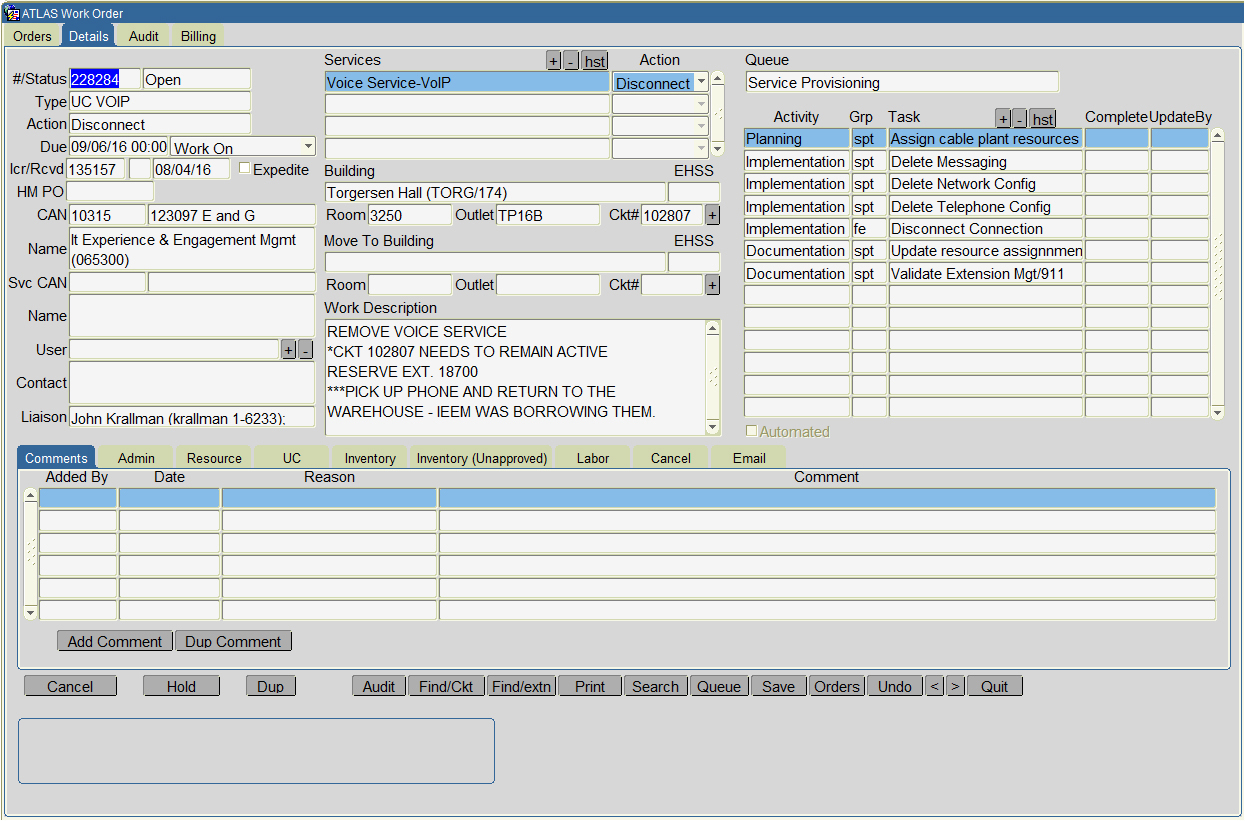 ATLAS Work Order
Orders Details Audit Billing
Services + - hst Action Queue
#/Status 228284 Open Voice Service-VoIP Disconnect Service Provisioning
Type UC VOIP
Action Disconnect Activity Grp Task + - hst Complete UpdateBy
Due 09/06/16 00:00 Work On Planning spt Assign cable plant resources
Icr/Rcvd 135157 08/04/16 Expedite Building EHSS Implementation spt Delete Messaging
HM PO Torgersen Hall (TORG/174) Implementation spt Delete Network Config
CAN 10315 123097 E and G Room 3250 Outlet TP16B Ckt# 102807 + Implementation spt Delete Telephone Config
Name It Experience & Engagement Mgmt Move To Building EHSS Implementation fe Disconnect Connection
(065300) Documentation spt Update resource assignnmen
Svc CAN Room Outlet Ckt# + Documentation spt Validate Extension Mgt/911
Name Work Description
REMOVE VOICE SERVICE
User + - *CKT 102807 NEEDS TO REMAIN ACTIVE
RESERVE EXT. 18700
Contact ***PICK UP PHONE AND RETURN TO THE
Liaison John Krallman (krallman 1-6233); WAREHOUSE - IEEM WAS BORROWING THEM.
Automated
Comments Admin Resource UC Inventory Inventory (Unapproved) Labor Cancel Email
Added By Date Reason Comment
Add Comment Dup Comment
Cancel Hold Dup Audit Find/Ckt Find/extn Print Search Queue Save Orders Undo < > Quit